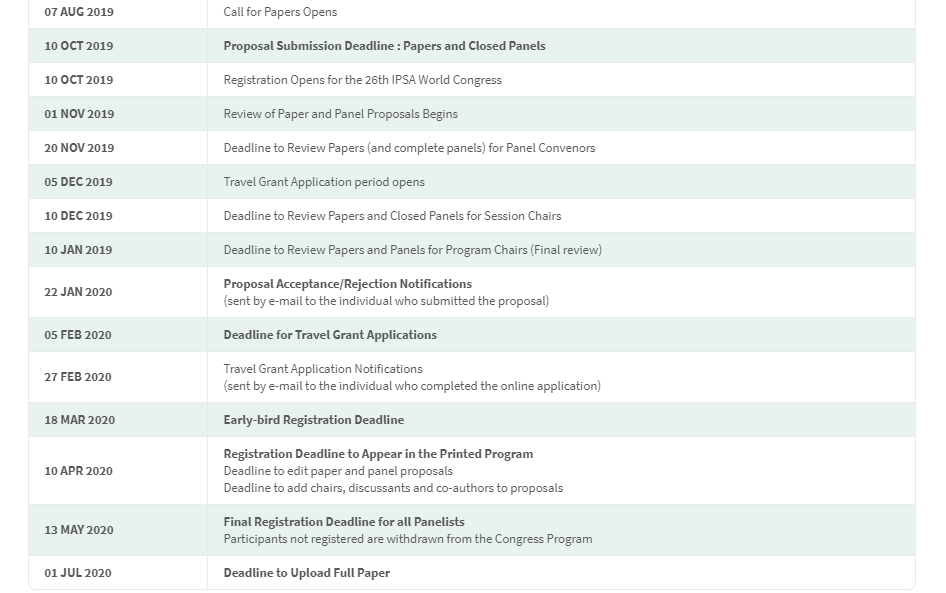 07 AUG 2019 Call for Papers Opens
10 OCT 2019 Proposal Submission Deadline : Papers and Closed Panels
10 OCT 2019 Registration Opens for the 26th IPSA World Congress
01 NOV 2019 Review of Paper and Panel Proposals Begins
20 NOV 2019 Deadline to Review Papers (and complete panels) for Panel Convenors
05 DEC 2019 Travel Grant Application period opens
10 DEC 2019 Deadline to Review Papers and Closed Panels for Session Chairs
10 JAN 2019 Deadline to Review Papers and Panels for Program Chairs (Final review)
22 JAN 2020 Proposal Acceptance/Rejection Notifications
(sent by e-mail to the individual who submitted the proposal)
05 FEB 2020 Deadline for Travel Grant Applications
27 FEB 2020 Travel Grant Application Notifications
(sent by e-mail to the individual who completed the online application)
18 MAR 2020 Early-bird Registration Deadline
10 APR 2020 Registration Deadline to Appear in the Printed Program
Deadline to edit paper and panel proposals
Deadline to add chairs, discussants and co-authors to proposals
13 MAY 2020 Final Registration Deadline for all Panelists
Participants not registered are withdrawn from the Congress Program
01 JUL 2020 Deadline to Upload Full Paper